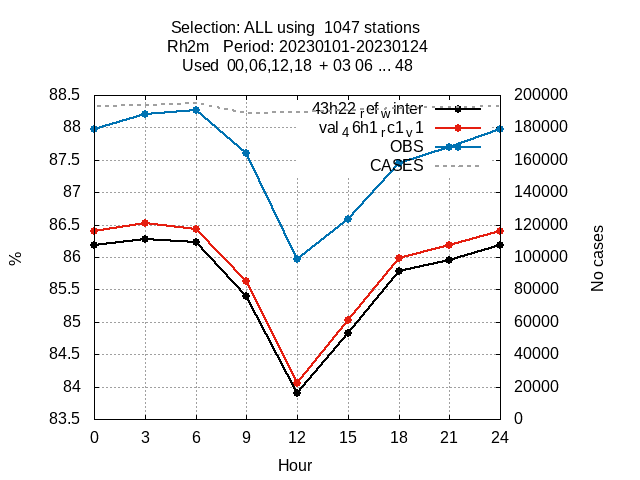 Selection: ALL using  1047 stations
Rh2m   Period: 20230101-20230124
Used  00,06,12,18  + 03 06 ... 48
88.5
88
87.5
87
86.5
86
85.5
85
84.5
84
83.5
%
200000
180000
160000
140000
120000
100000
80000
60000
40000
20000
0
No cases
43h22_ref_winter
val_46h1_rc1_v1
OBS
CASES
0 3 6 9 12 15 18 21 24
Hour